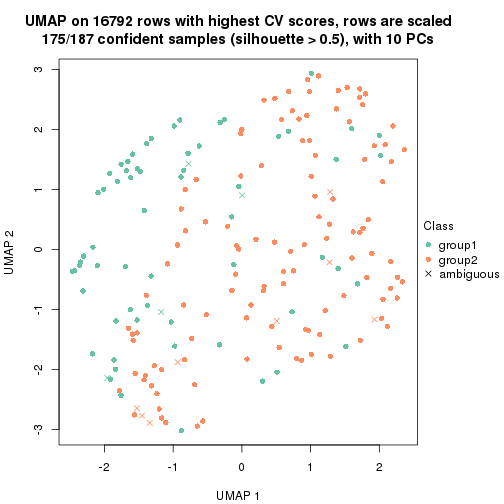 UMAP on 16792 rows with highest CV scores, rows are scaled
175/187 confident samples (silhouette > 0.5), with 10 PCs
3
2
1
0
-1
-2
-3
UMAP 2
-2
-1
0
1
2
UMAP 1
Class
group1
group2
ambiguous